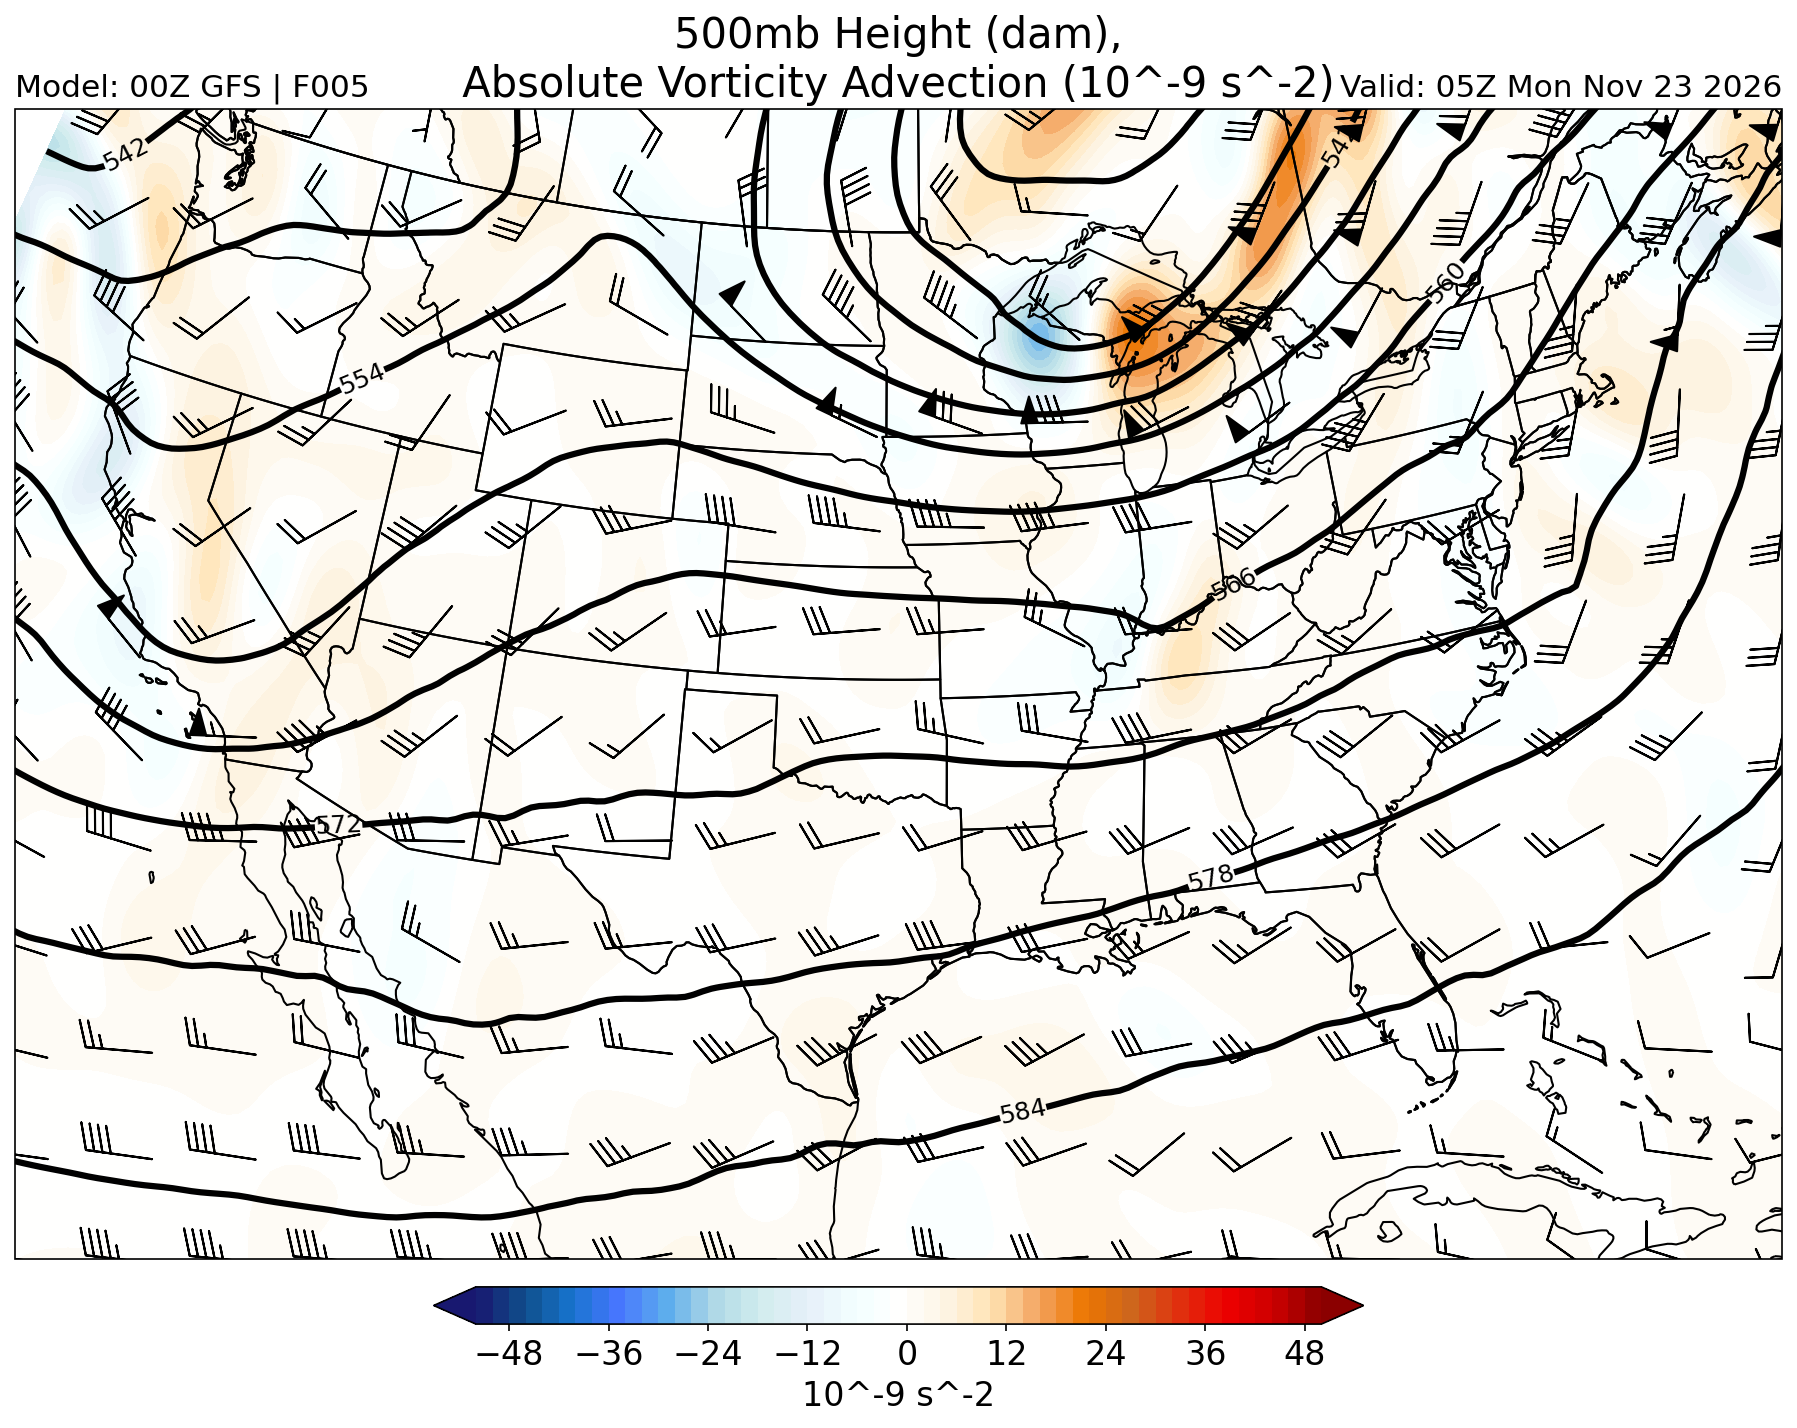 500mb Height (dam),
Model: 00Z GFS | F005
Absolute Vorticity Advection (10^-9 s^-2)
Valid: 05Z Mon Nov 23 2026
542
554
560
566
572
578
584
−48 −36 −24 −12 0 12 24 36 48
10^-9 s^-2